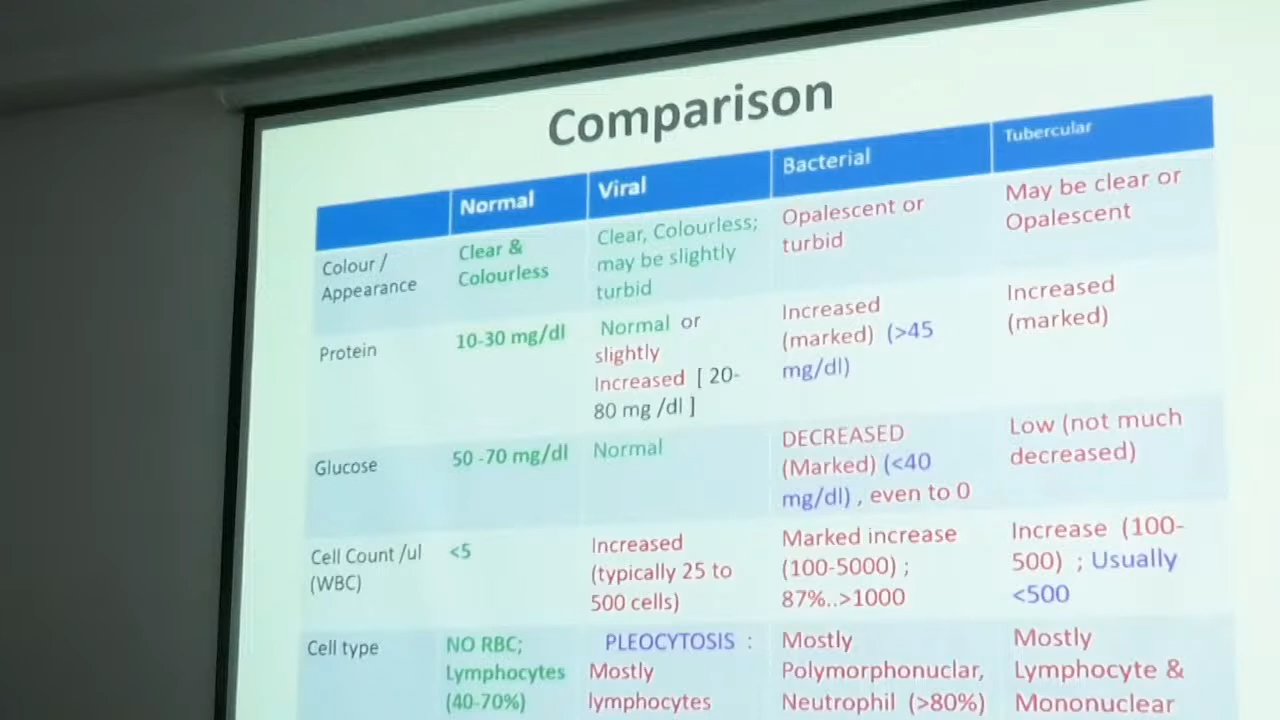 Comparison
Normal
Viral
Bacterial
Tubercular
Colour /
Appearance
Clear &
Colourless
Clear, Colourless;
may be slightly
turbid
Opalescent or
turbid
May be clear or
Opalescent
Protein
10-30 mg/dl
Normal or
slightly
Increased [ 20-
80 mg /dl ]
Increased
(marked) (>45
mg/dl)
Increased
(marked)
Glucose
50 -70 mg/dl
Normal
DECREASED
(Marked) (<40
mg/dl) , even to 0
Low (not much
decreased)
Cell Count /ul
(WBC)
<5
Increased
(typically 25 to
500 cells)
Marked increase
(100-5000) ;
87%..>1000
Increase (100-
500) ; Usually
<500
Cell type
NO RBC;
Lymphocytes
(40-70%)
PLEOCYTOSIS :
Mostly
lymphocytes
Mostly
Polymorphonuclar,
Neutrophil (>80%)
Mostly
Lymphocyte &
Mononuclear